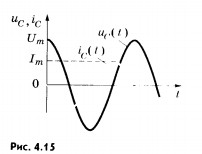 u_C, i_C
U_m
u_C(t)
i_C(t)
I_m
0
t
Рис. 4.15